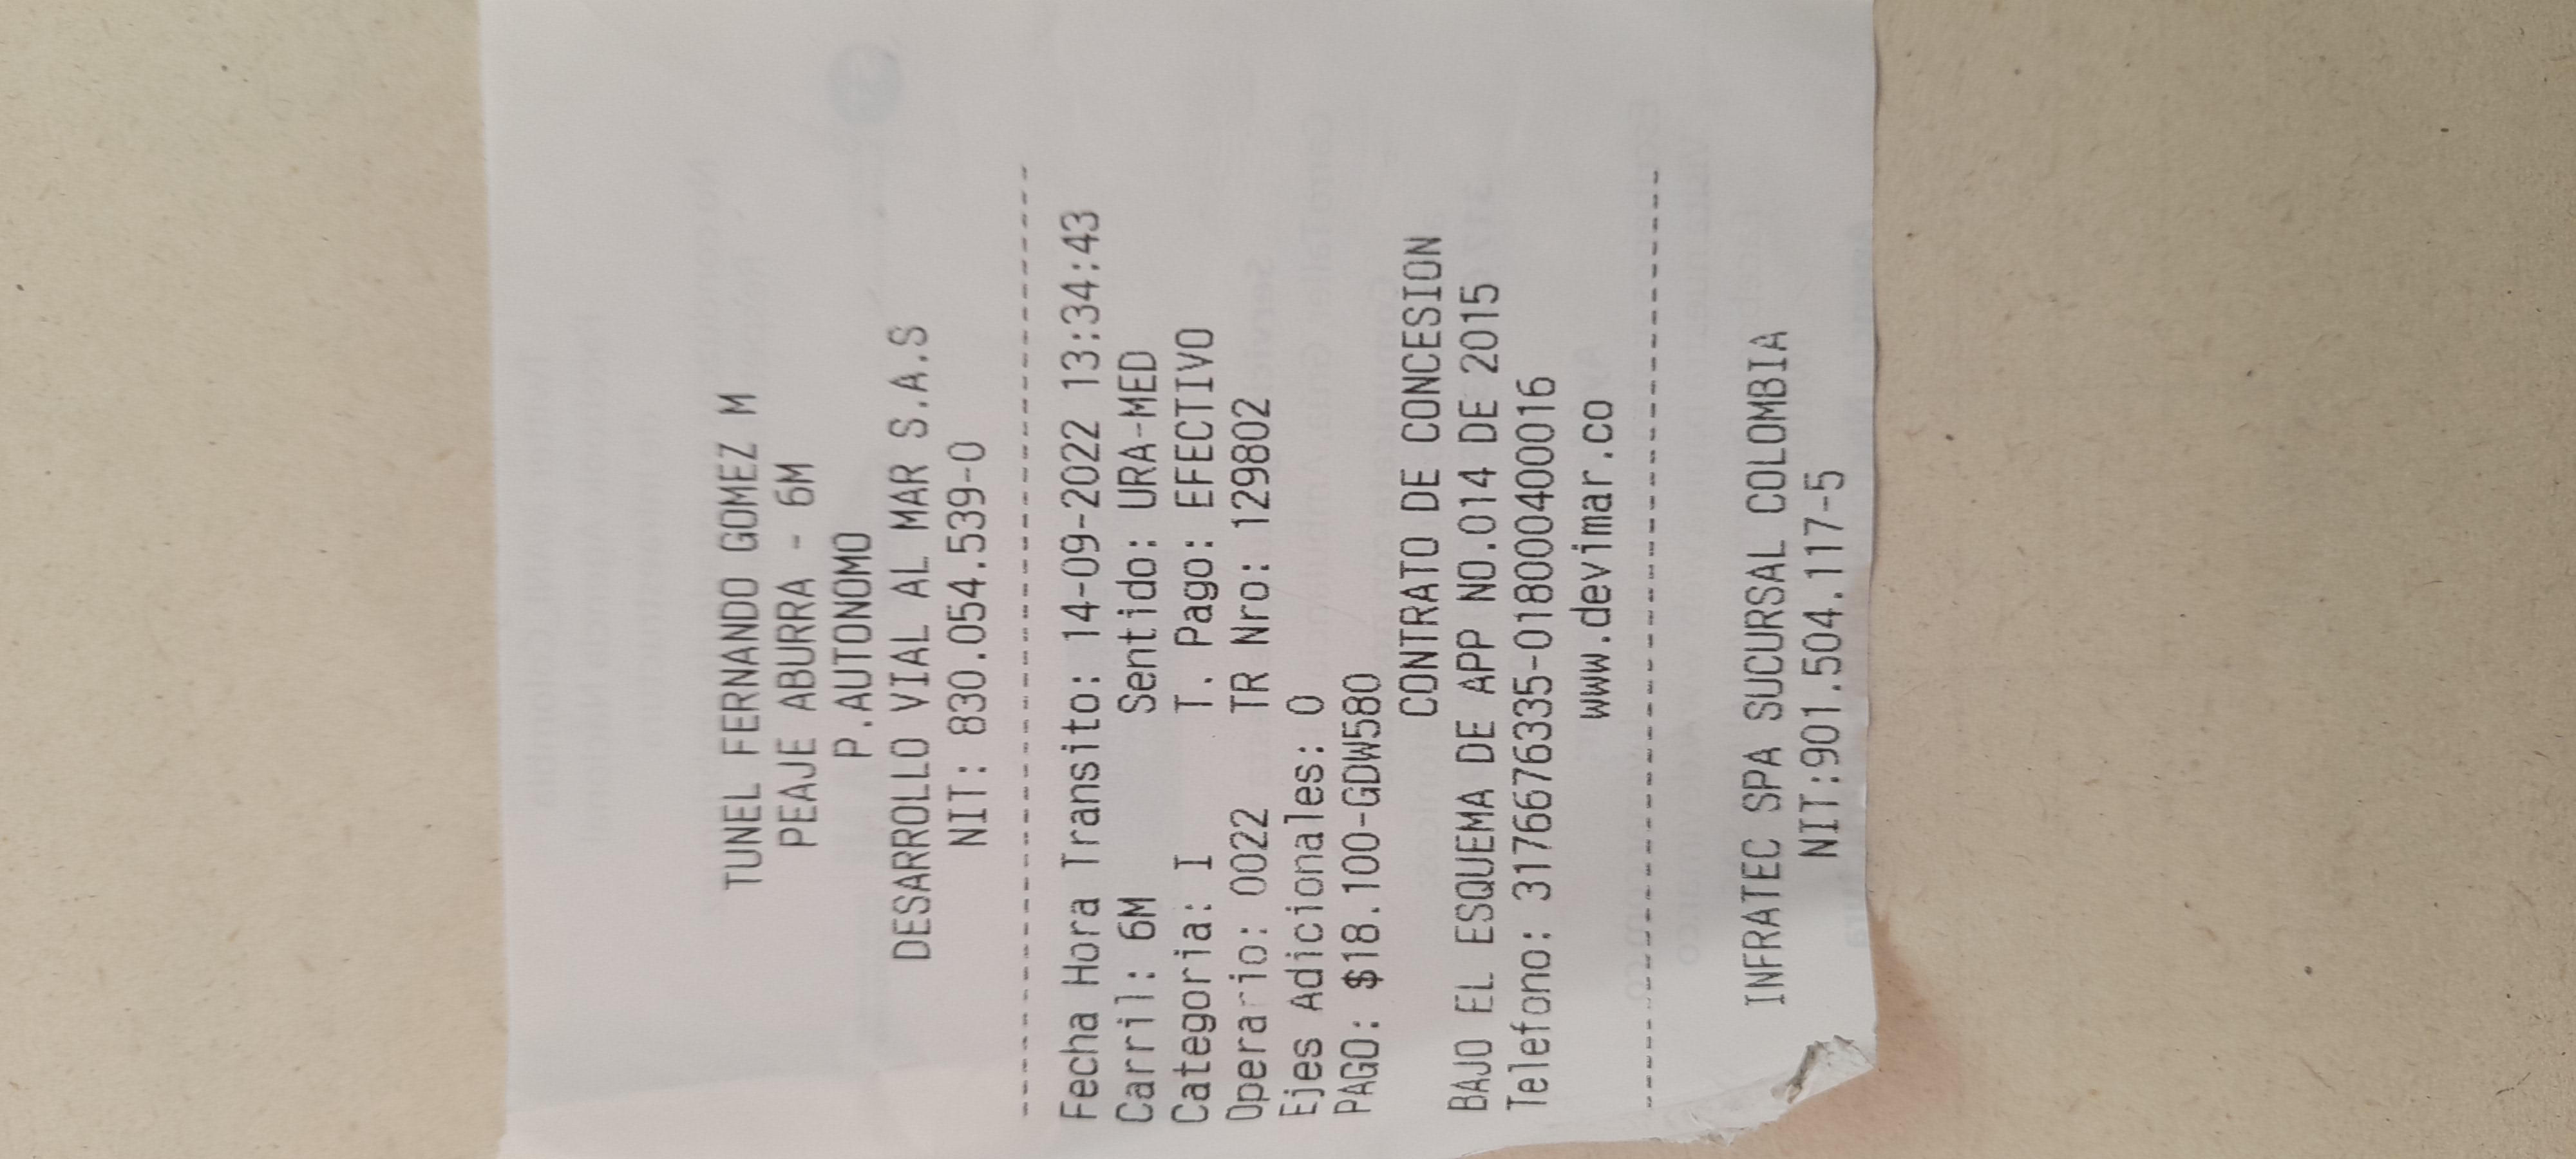 TUNEL FERNANDO GOMEZ M
PEAJE ABURRA - 6M
P.AUTONOMO
DESARROLLO VIAL AL MAR S.A.S
NIT: 830.054.539-0
Fecha Hora Transito: 14-09-2022 13:34:43
Carril: 6M Sentido: URA-MED
Categoria: I T. Pago: EFECTIVO
Operario: 0022 TR Nro: 129802
Ejes Adicionales: 0
PAGO: $18.100-GDW580
CONTRATO DE CONCESION
BAJO EL ESQUEMA DE APP NO.014 DE 2015
Telefono: 3176676335-018000400016
www.devimar.co
INFRATEC SPA SUCURSAL COLOMBIA
NIT:901.504.117-5